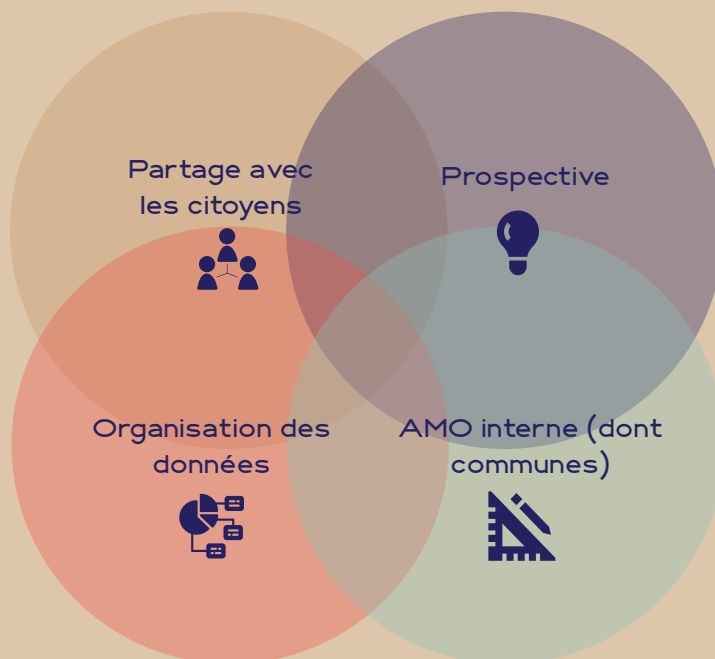 Partage avec
les citoyens
Prospective
Organisation des
données
AMO interne (dont
communes)